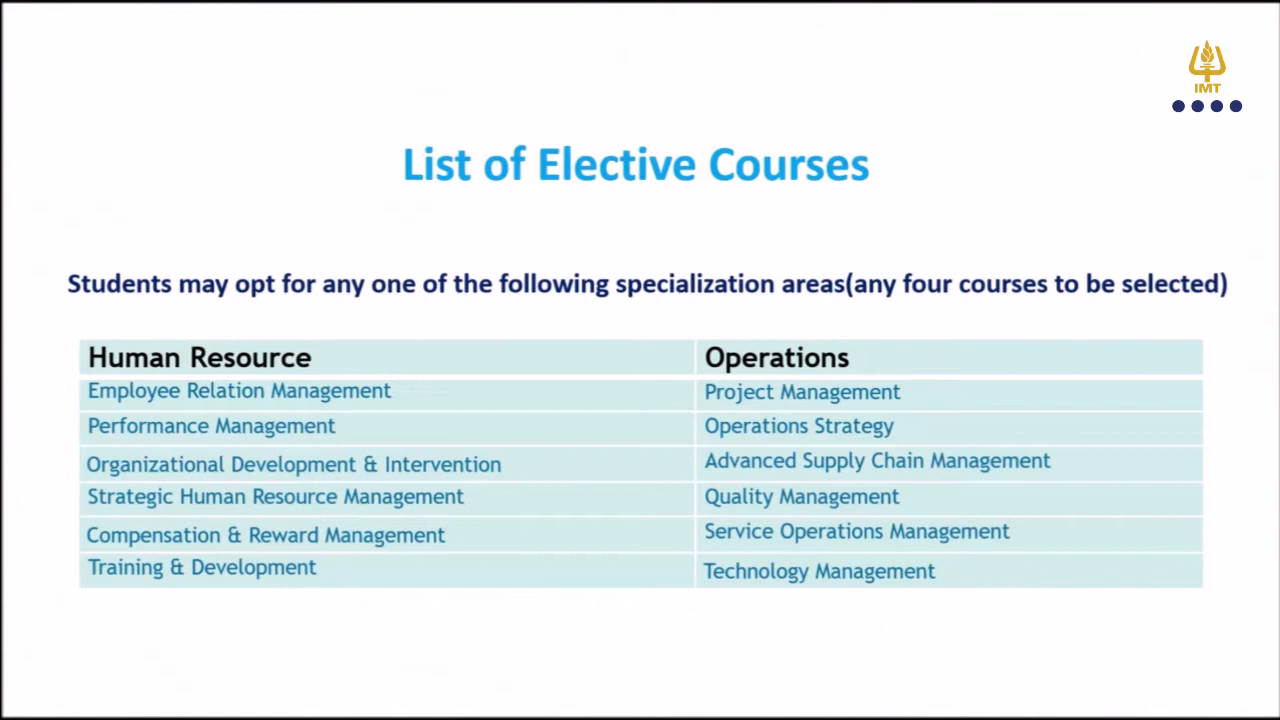 IMT
List of Elective Courses
Students may opt for any one of the following specialization areas(any four courses to be selected)
Human Resource Operations
Employee Relation Management Project Management
Performance Management Operations Strategy
Organizational Development & Intervention Advanced Supply Chain Management
Strategic Human Resource Management Quality Management
Compensation & Reward Management Service Operations Management
Training & Development Technology Management